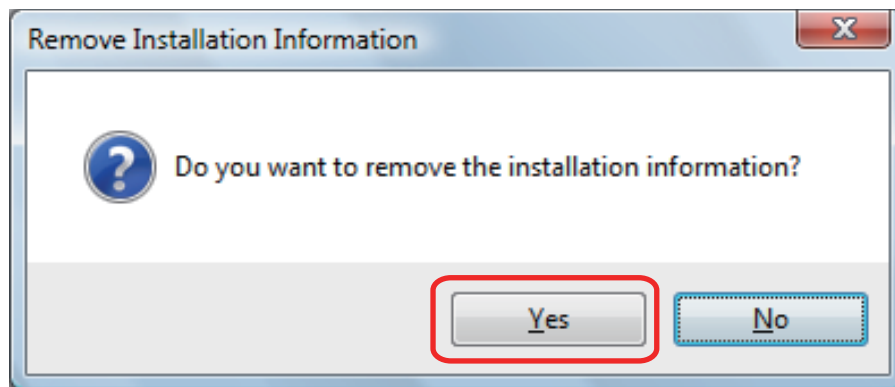 Remove Installation Information
Do you want to remove the installation information?
Yes
No